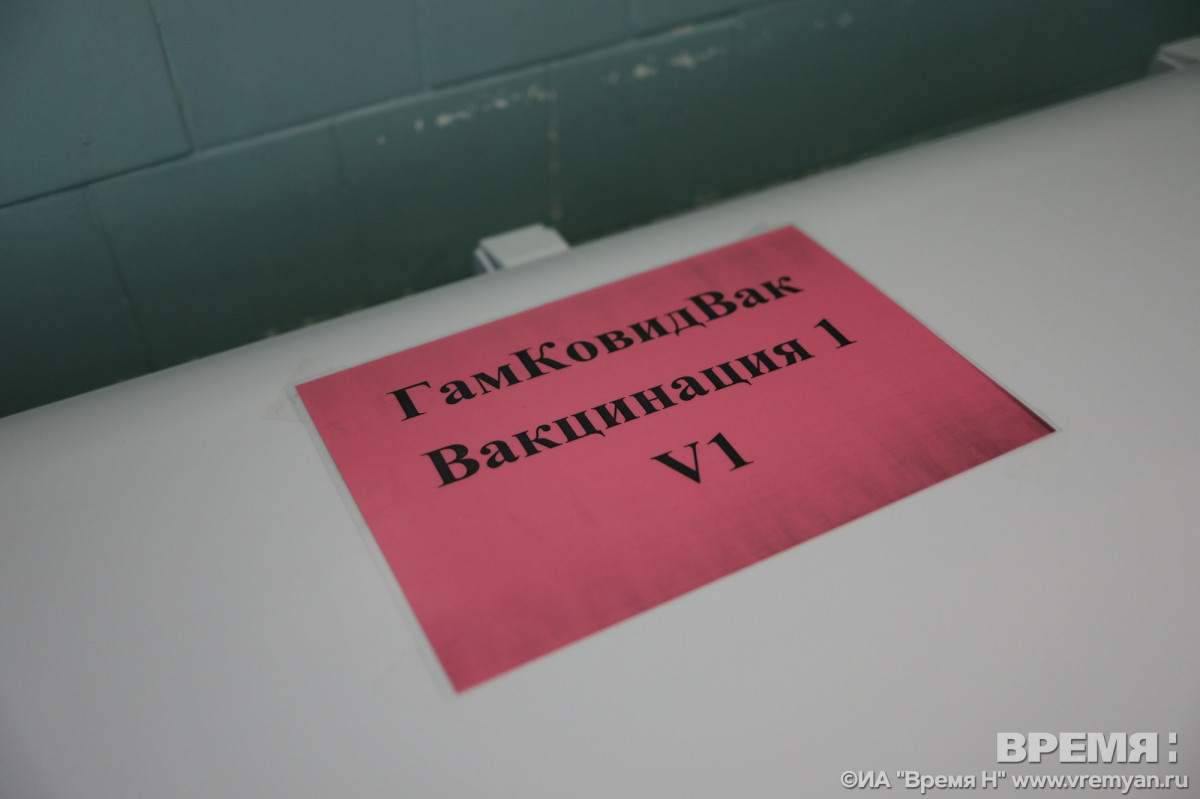 ГамКовидВак
Вакцинация 1
V1
ВРЕМЯ:
©ИА "Время Н" www.vremyan.ru